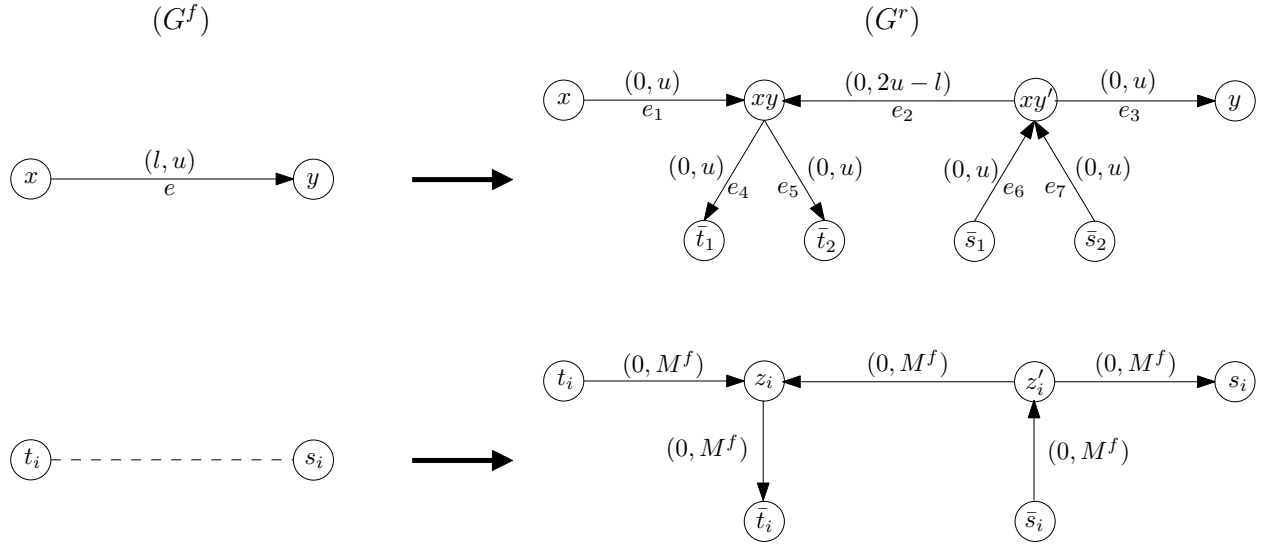 (G^f) (G^r)
(0, u) (0, 2u − l) (0, u)
x xy xy′ y
e_1 e_2 e_3
(l, u)
x y
e
(0, u) (0, u) (0, u) (0, u)
e_4 e_5 e_6 e_7
t̄_1 t̄_2 s̄_1 s̄_2
(0, M^f) (0, M^f) (0, M^f)
t_i z_i z′_i s_i
(0, M^f) (0, M^f)
t_i s_i
t̄_i s̄_i